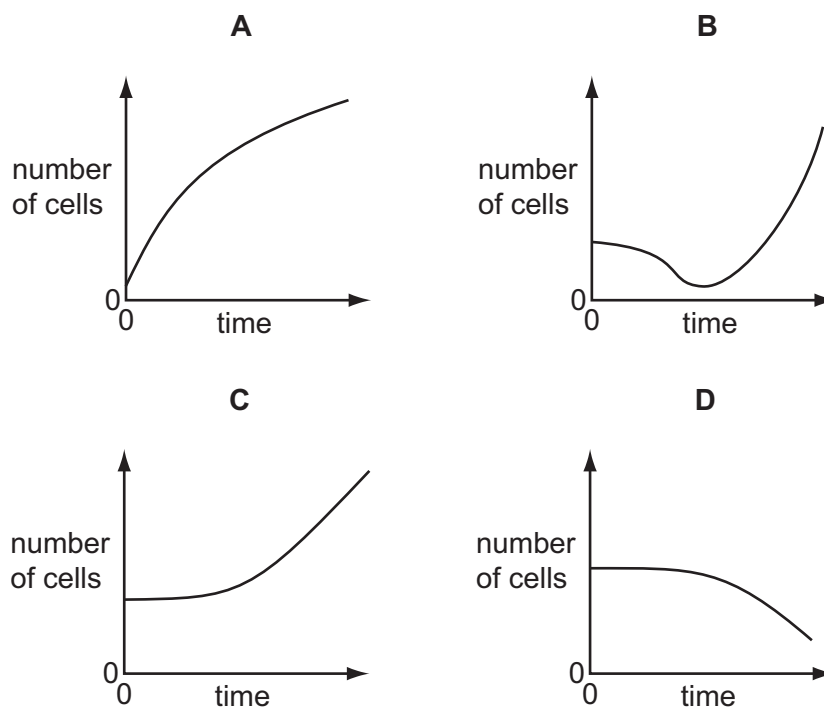 A
B
number
of cells
0
0
time
number
of cells
0
0
time
C
D
number
of cells
0
0
time
number
of cells
0
0
time